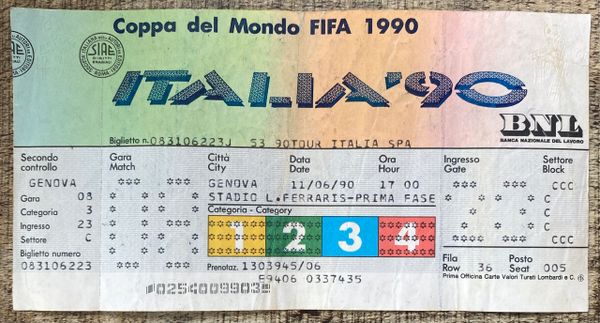 Coppa del Mondo FIFA 1990
SIAE
ITALIA '90
BNL
BANCA NAZIONALE DEL LAVORO
Biglietto n. 083106223J 53 90TOUR ITALIA SPA
Secondo controllo
Gara Match
Città City
Data Date
Ora Hour
Ingresso Gate
Settore Block
GENOVA *** *** GENOVA 11/06/90 17 00 *** *** CCC
Gara 08 STADIO L.FERRARIS-PRIMA FASE C
Categoria 3 Categoria - Category C
Ingresso 23 C
Settore C 1 2 3 4
Biglietto numero
083106223 *** *** Prenotaz. 1303945/06 *** *** CCC
E9406 0337435
Fila Row 36 Posto Seat 005
0254009903
Prima Officina Carte Valori Turati Lombardi e C.